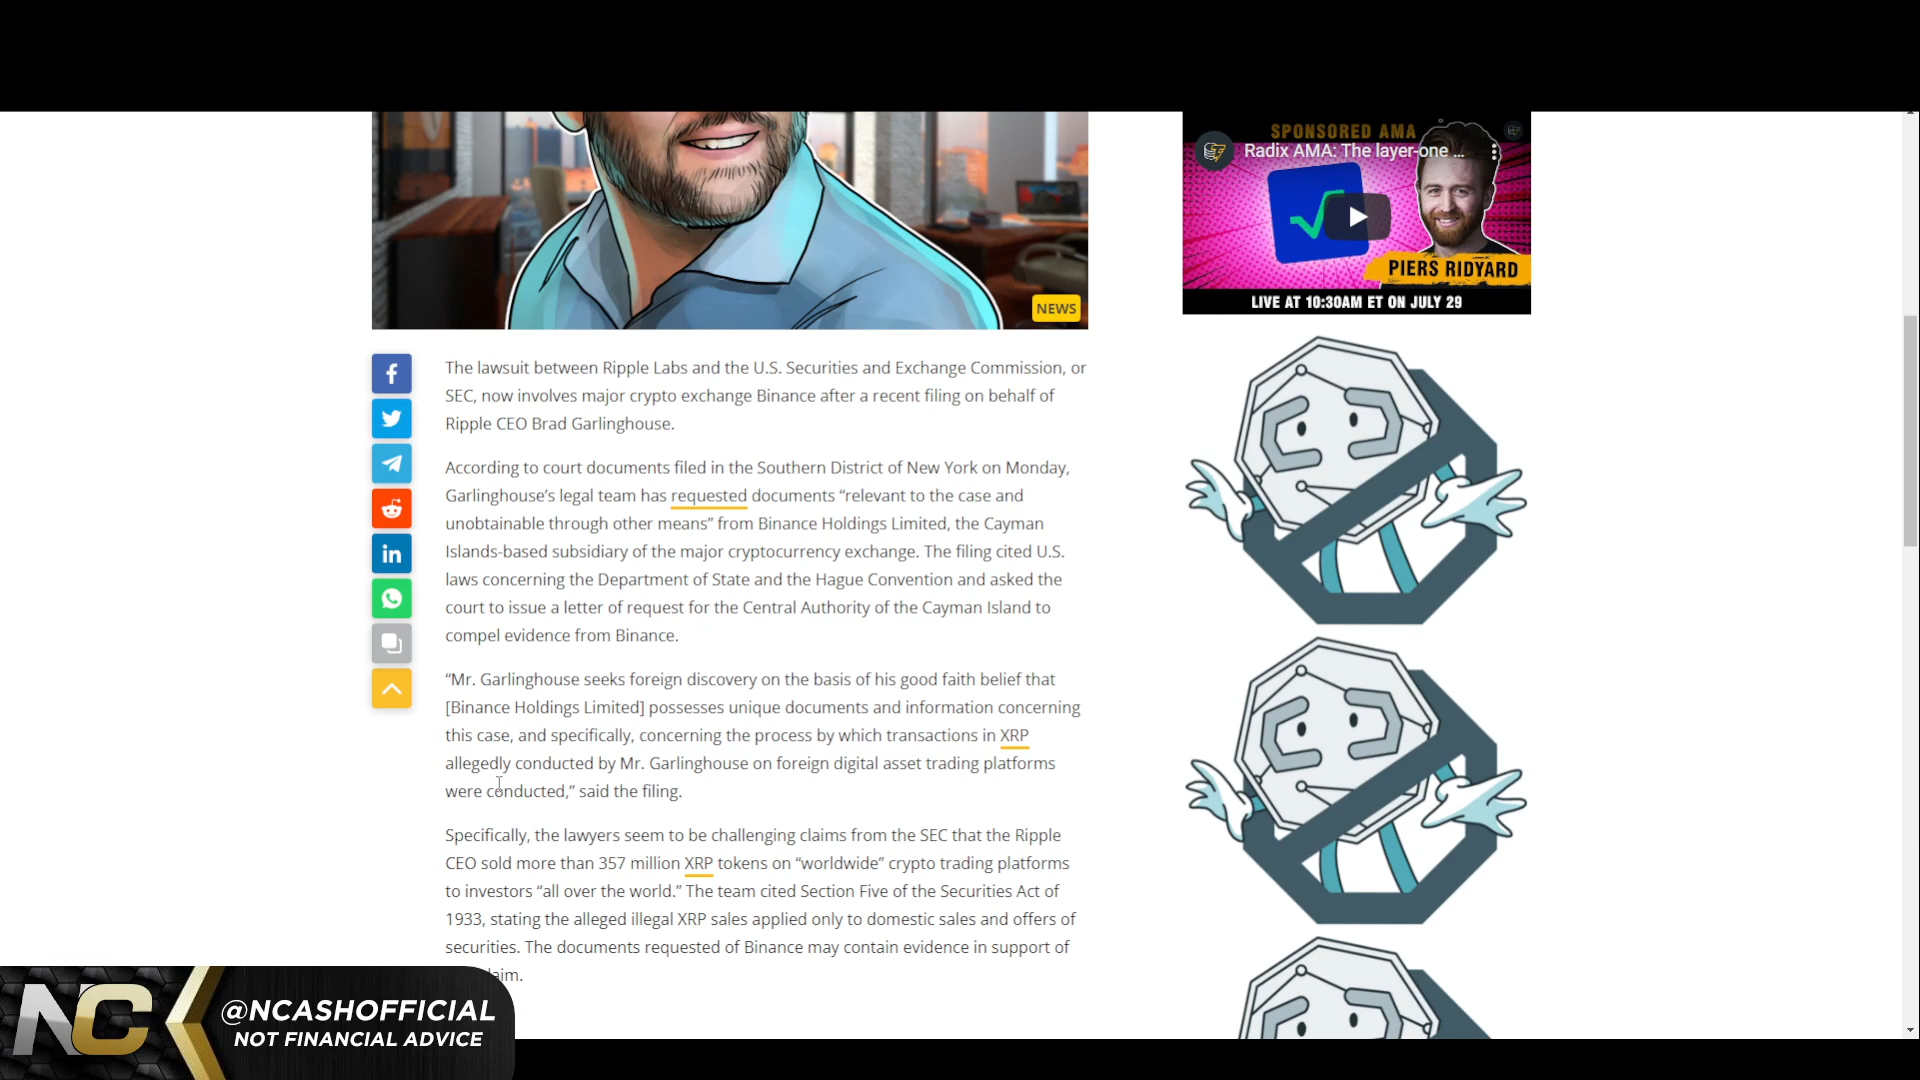 SPONSORED AMA
Radix AMA: The layer-one ...
PIERS RIDYARD
LIVE AT 10:30AM ET ON JULY 29
NEWS
The lawsuit between Ripple Labs and the U.S. Securities and Exchange Commission, or
SEC, now involves major crypto exchange Binance after a recent filing on behalf of
Ripple CEO Brad Garlinghouse.
According to court documents filed in the Southern District of New York on Monday,
Garlinghouse’s legal team has requested documents “relevant to the case and
unobtainable through other means” from Binance Holdings Limited, the Cayman
Islands-based subsidiary of the major cryptocurrency exchange. The filing cited U.S.
laws concerning the Department of State and the Hague Convention and asked the
court to issue a letter of request for the Central Authority of the Cayman Island to
compel evidence from Binance.
“Mr. Garlinghouse seeks foreign discovery on the basis of his good faith belief that
[Binance Holdings Limited] possesses unique documents and information concerning
this case, and specifically, concerning the process by which transactions in XRP
allegedly conducted by Mr. Garlinghouse on foreign digital asset trading platforms
were conducted,” said the filing.
Specifically, the lawyers seem to be challenging claims from the SEC that the Ripple
CEO sold more than 357 million XRP tokens on “worldwide” crypto trading platforms
to investors “all over the world.” The team cited Section Five of the Securities Act of
1933, stating the alleged illegal XRP sales applied only to domestic sales and offers of
securities. The documents requested of Binance may contain evidence in support of
NC
@NCASHOFFICIAL
NOT FINANCIAL ADVICE